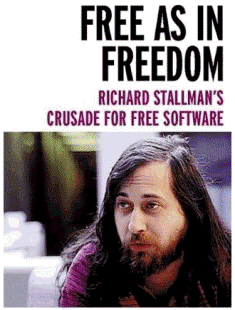 FREE AS IN
FREEDOM
RICHARD STALLMAN'S
CRUSADE FOR FREE SOFTWARE